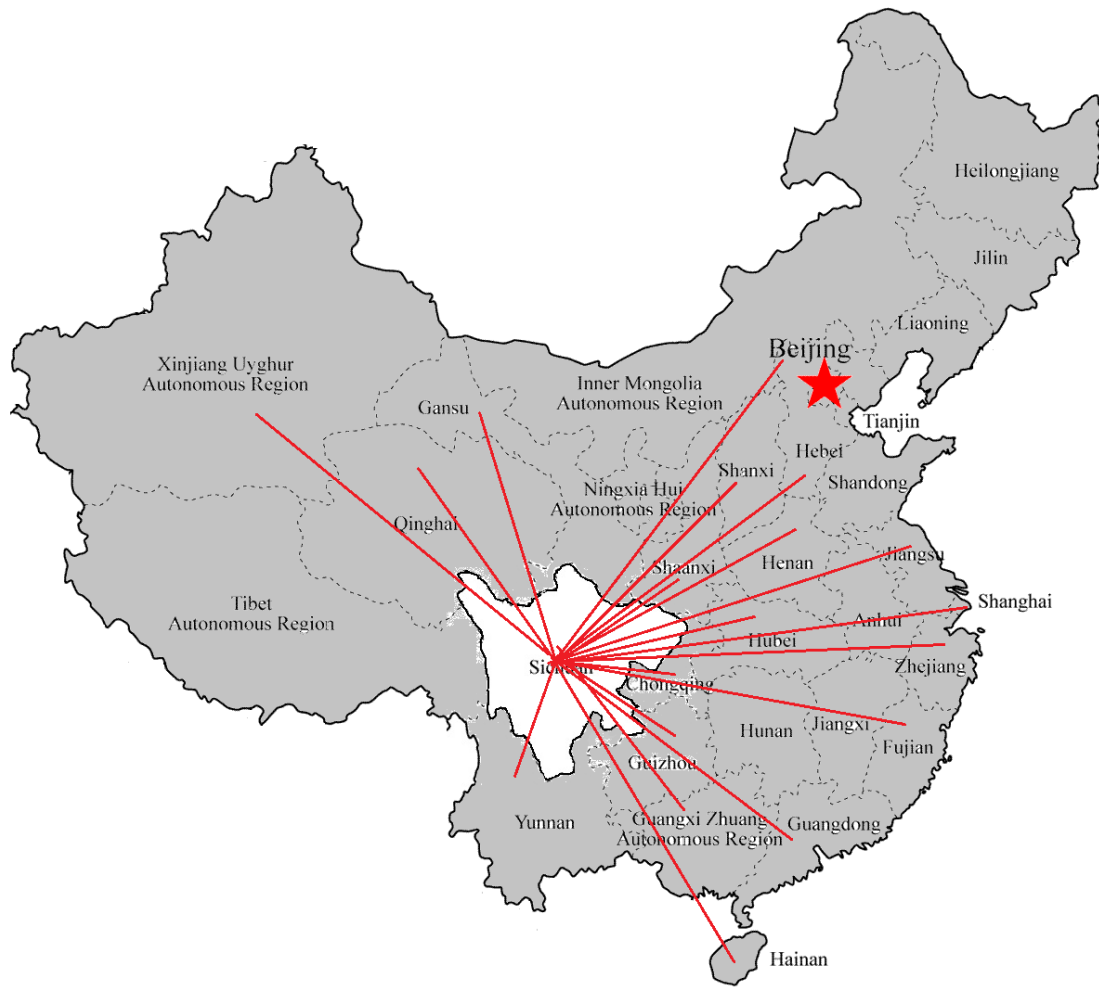 Heilongjiang
Jilin
Liaoning
Beijing
Xinjiang Uyghur
Autonomous Region
Inner Mongolia
Autonomous Region
Gansu
Tianjin
Hebei
Shanxi
Shandong
Ningxia Hui
Autonomous Region
Qinghai
Jiangsu
Henan
Shaanxi
Tibet
Autonomous Region
Shanghai
Anhui
Hubei
Sichuan
Zhejiang
Chongqing
Jiangxi
Hunan
Fujian
Guizhou
Yunnan
Guangxi Zhuang
Autonomous Region
Guangdong
Hainan